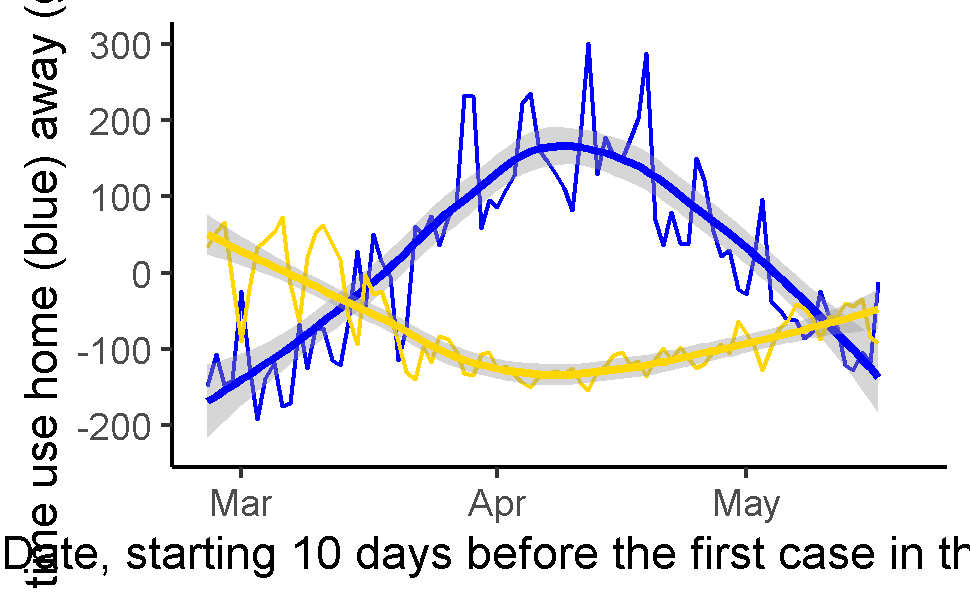 time use home (blue) away (
300
200
100
0
-100
-200
Mar Apr May
Date, starting 10 days before the first case in th